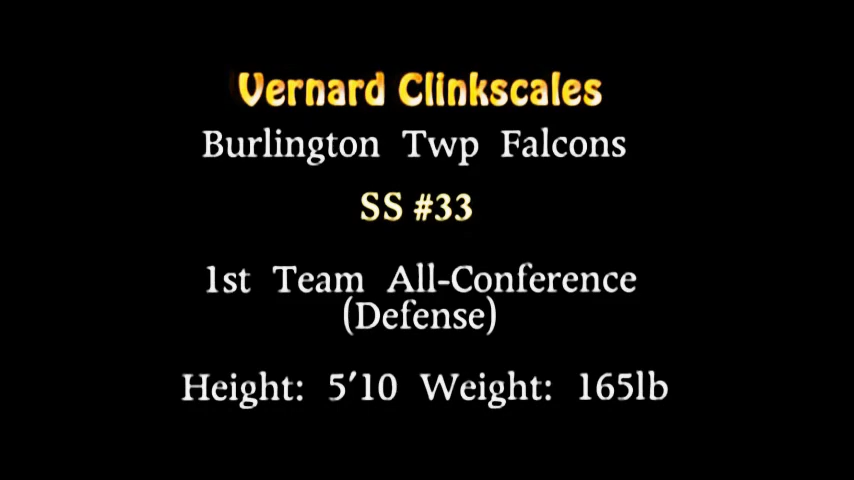 Vernard Clinkscales
Burlington Twp Falcons
SS #33
1st Team All-Conference
(Defense)
Height: 5'10 Weight: 165lb